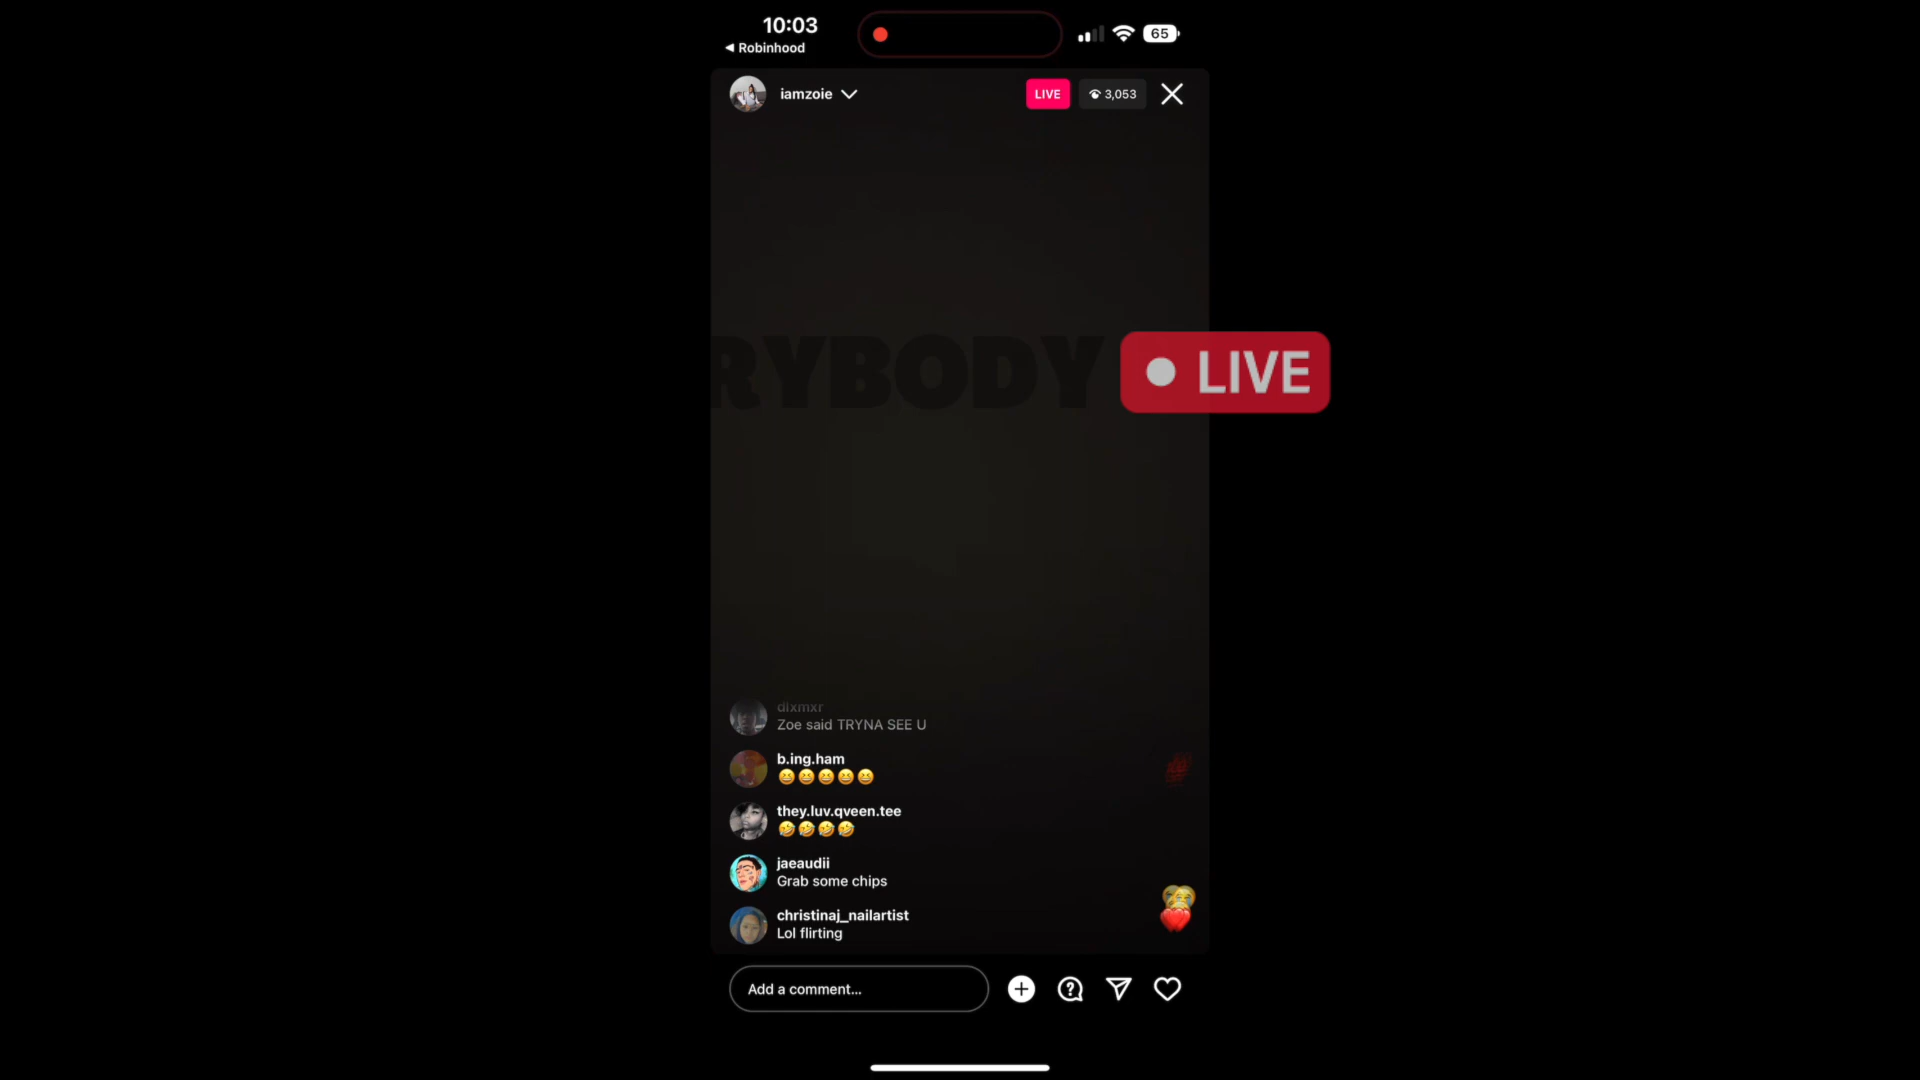 10:03
◀ Robinhood
65
iamzoie
LIVE
3,053
RYBODY
LIVE
dixmxr
Zoe said TRYNA SEE U
b.ing.ham
😆😆😆😆😆
they.luv.qveen.tee
🤣🤣🤣🤣
jaeaudii
Grab some chips
christinaj_nailartist
Lol flirting
Add a comment...